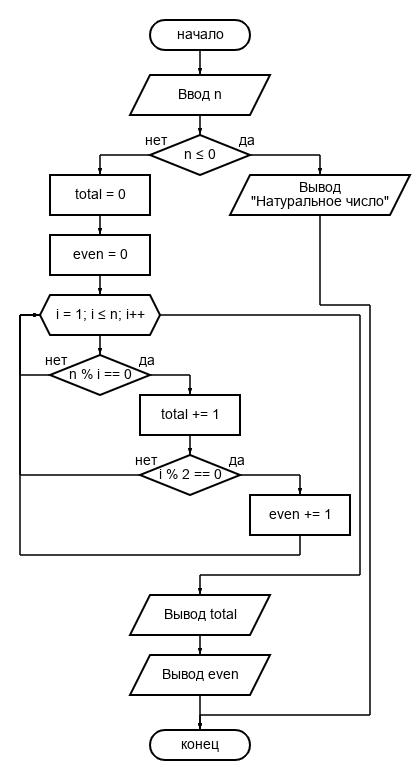 начало
Ввод n
нет
да
n ≤ 0
total = 0
Вывод
"Натуральное число"
even = 0
i = 1; i ≤ n; i++
нет
да
n % i == 0
total += 1
нет
да
i % 2 == 0
even += 1
Вывод total
Вывод even
конец